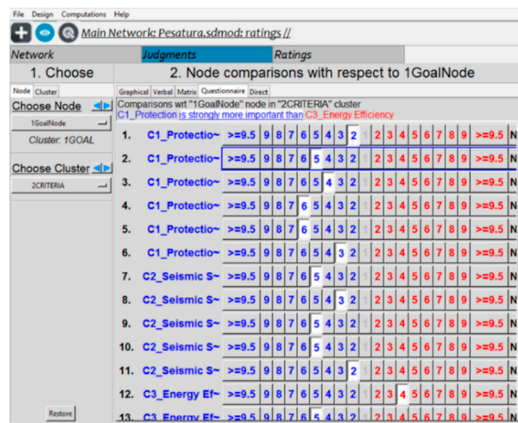 File Design Computations Help
Main Network: Pesatura.sdmod: ratings //
Network Judgments Ratings
1. Choose 2. Node comparisons with respect to 1GoalNode
Node Cluster Graphical Verbal Matrix Questionnaire Direct
Choose Node
1GoalNode
Cluster: 1GOAL
Choose Cluster
2CRITERIA
Comparisons wrt "1GoalNode" node in "2CRITERIA" cluster
C1_Protection is strongly more important than C3_Energy Efficiency
1. C1_Protectio~ >=9.5 9 8 7 6 5 4 3 2 1 2 3 4 5 6 7 8 9 >=9.5 N
2. C1_Protectio~ >=9.5 9 8 7 6 5 4 3 2 1 2 3 4 5 6 7 8 9 >=9.5 N
3. C1_Protectio~ >=9.5 9 8 7 6 5 4 3 2 1 2 3 4 5 6 7 8 9 >=9.5 N
4. C1_Protectio~ >=9.5 9 8 7 6 5 4 3 2 1 2 3 4 5 6 7 8 9 >=9.5 N
5. C1_Protectio~ >=9.5 9 8 7 6 5 4 3 2 1 2 3 4 5 6 7 8 9 >=9.5 N
6. C1_Protectio~ >=9.5 9 8 7 6 5 4 3 2 1 2 3 4 5 6 7 8 9 >=9.5 N
7. C2_Seismic S~ >=9.5 9 8 7 6 5 4 3 2 1 2 3 4 5 6 7 8 9 >=9.5 N
8. C2_Seismic S~ >=9.5 9 8 7 6 5 4 3 2 1 2 3 4 5 6 7 8 9 >=9.5 N
9. C2_Seismic S~ >=9.5 9 8 7 6 5 4 3 2 1 2 3 4 5 6 7 8 9 >=9.5 N
10. C2_Seismic S~ >=9.5 9 8 7 6 5 4 3 2 1 2 3 4 5 6 7 8 9 >=9.5 N
11. C2_Seismic S~ >=9.5 9 8 7 6 5 4 3 2 1 2 3 4 5 6 7 8 9 >=9.5 N
12. C3_Energy Ef~ >=9.5 9 8 7 6 5 4 3 2 1 2 3 4 5 6 7 8 9 >=9.5 N
13. C3_Energy Ef~ >=9.5 9 8 7 6 5 4 3 2 1 2 3 4 5 6 7 8 9 >=9.5 N
Restore